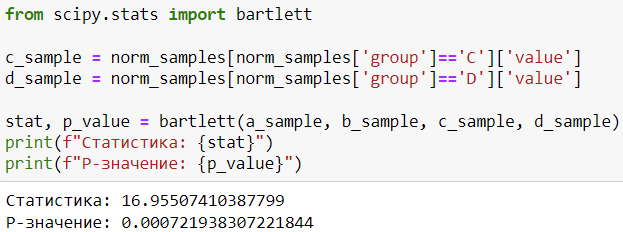 from scipy.stats import bartlett
c_sample = norm_samples[norm_samples['group']=='C']['value']
d_sample = norm_samples[norm_samples['group']=='D']['value']
stat, p_value = bartlett(a_sample, b_sample, c_sample, d_sample)
print(f"Статистика: {stat}")
print(f"P-значение: {p_value}")
Статистика: 16.95507410387799
P-значение: 0.000721938307221844